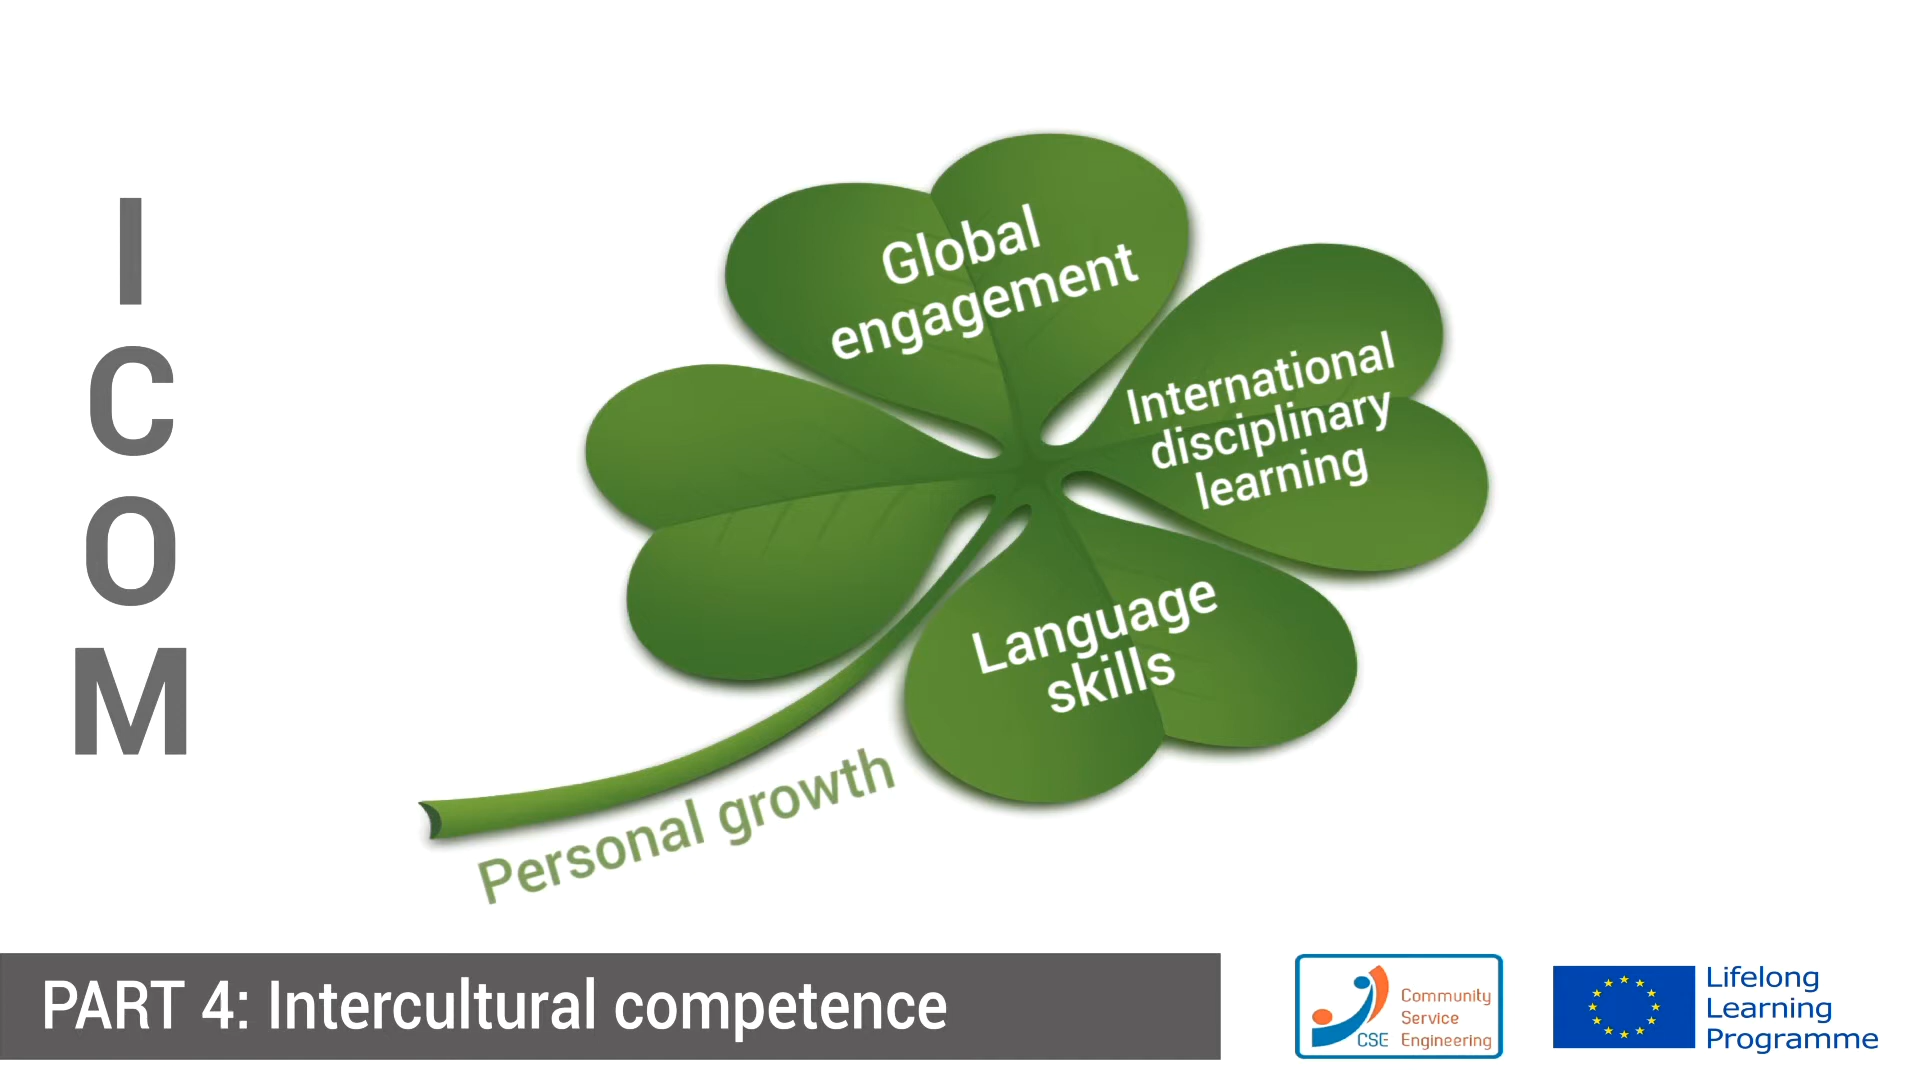 I
C
O
M
Global
engagement
International
disciplinary
learning
Language
skills
Personal growth
PART 4: Intercultural competence
CSE
Community
Service
Engineering
Lifelong
Learning
Programme